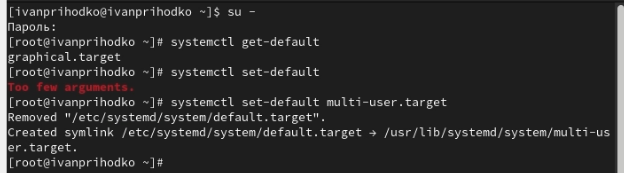 [ivanprihodko@ivanprihodko ~]$ su -
Пароль:
[root@ivanprihodko ~]# systemctl get-default
graphical.target
[root@ivanprihodko ~]# systemctl set-default
Too few arguments.
[root@ivanprihodko ~]# systemctl set-default multi-user.target
Removed "/etc/systemd/system/default.target".
Created symlink /etc/systemd/system/default.target → /usr/lib/systemd/system/multi-us
er.target.
[root@ivanprihodko ~]#